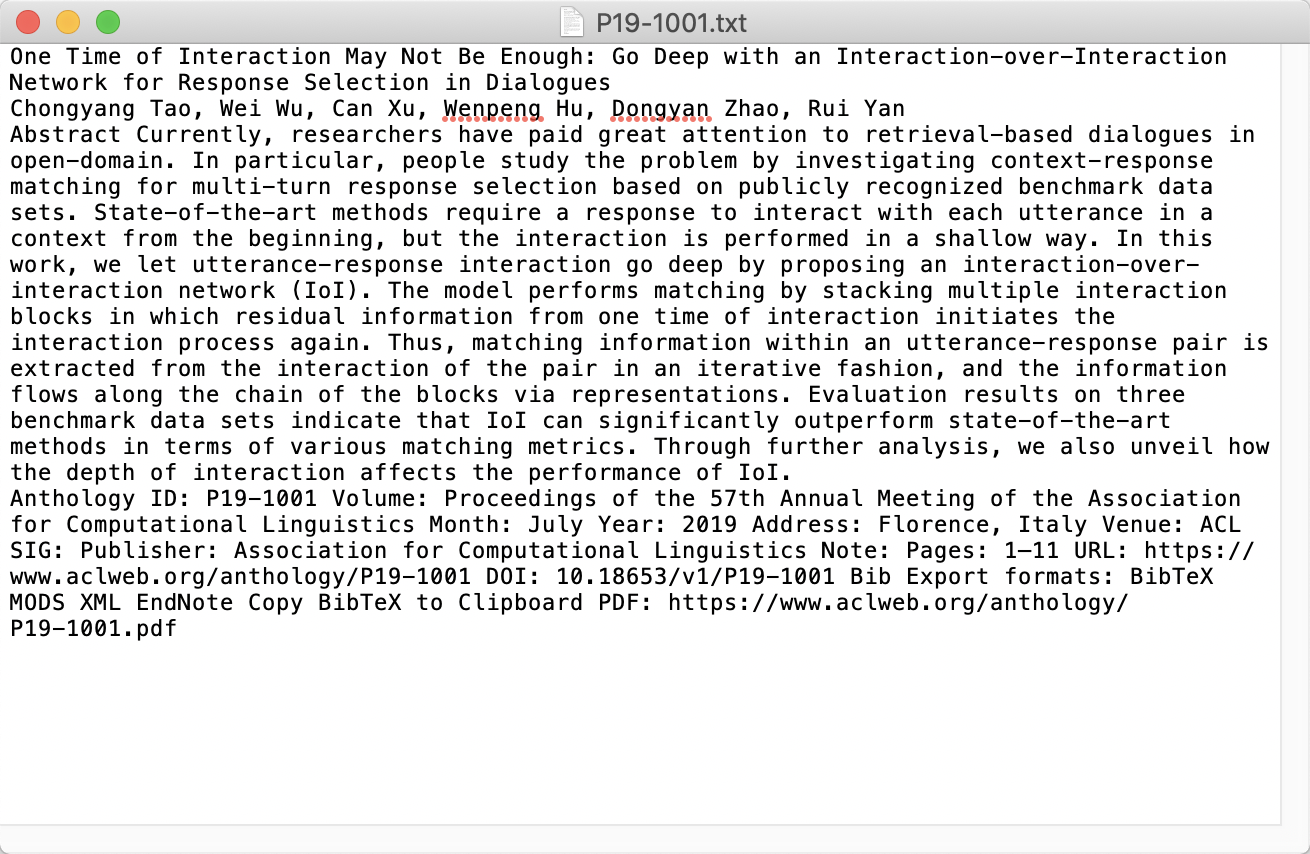 P19-1001.txt
One Time of Interaction May Not Be Enough: Go Deep with an Interaction-over-Interaction
Network for Response Selection in Dialogues
Chongyang Tao, Wei Wu, Can Xu, Wenpeng Hu, Dongyan Zhao, Rui Yan
Abstract Currently, researchers have paid great attention to retrieval-based dialogues in
open-domain. In particular, people study the problem by investigating context-response
matching for multi-turn response selection based on publicly recognized benchmark data
sets. State-of-the-art methods require a response to interact with each utterance in a
context from the beginning, but the interaction is performed in a shallow way. In this
work, we let utterance-response interaction go deep by proposing an interaction-over-
interaction network (IoI). The model performs matching by stacking multiple interaction
blocks in which residual information from one time of interaction initiates the
interaction process again. Thus, matching information within an utterance-response pair is
extracted from the interaction of the pair in an iterative fashion, and the information
flows along the chain of the blocks via representations. Evaluation results on three
benchmark data sets indicate that IoI can significantly outperform state-of-the-art
methods in terms of various matching metrics. Through further analysis, we also unveil how
the depth of interaction affects the performance of IoI.
Anthology ID: P19-1001 Volume: Proceedings of the 57th Annual Meeting of the Association
for Computational Linguistics Month: July Year: 2019 Address: Florence, Italy Venue: ACL
SIG: Publisher: Association for Computational Linguistics Note: Pages: 1–11 URL: https://
www.aclweb.org/anthology/P19-1001 DOI: 10.18653/v1/P19-1001 Bib Export formats: BibTeX
MODS XML EndNote Copy BibTeX to Clipboard PDF: https://www.aclweb.org/anthology/
P19-1001.pdf